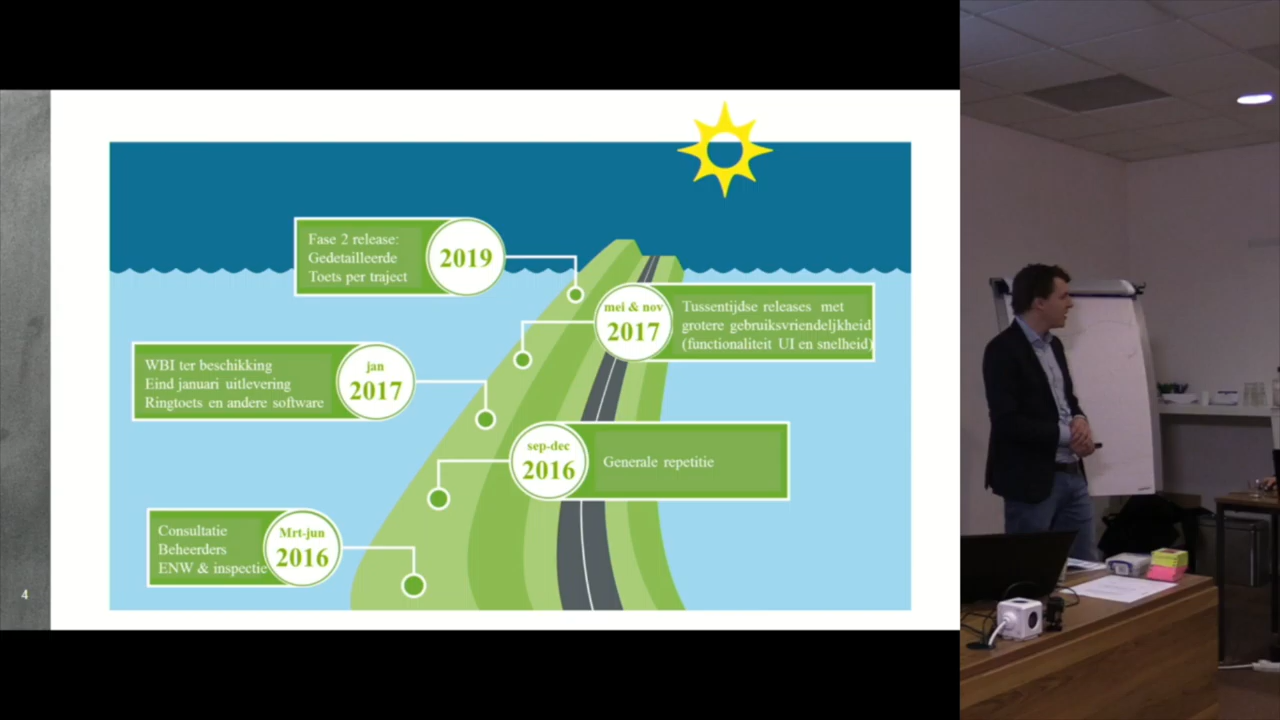 Fase 2 release:
Gedetailleerde
Toets per traject
2019
mei & nov
2017
Tussentijdse releases met
grotere gebruiksvriendeljkheid
(functionaliteit UI en snelheid)
WBI ter beschikking
Eind januari uitlevering
Ringtoets en andere software
jan
2017
sep-dec
2016
Generale repetitie
Consultatie
Beheerders
ENW & inspectie
Mrt-jun
2016
4